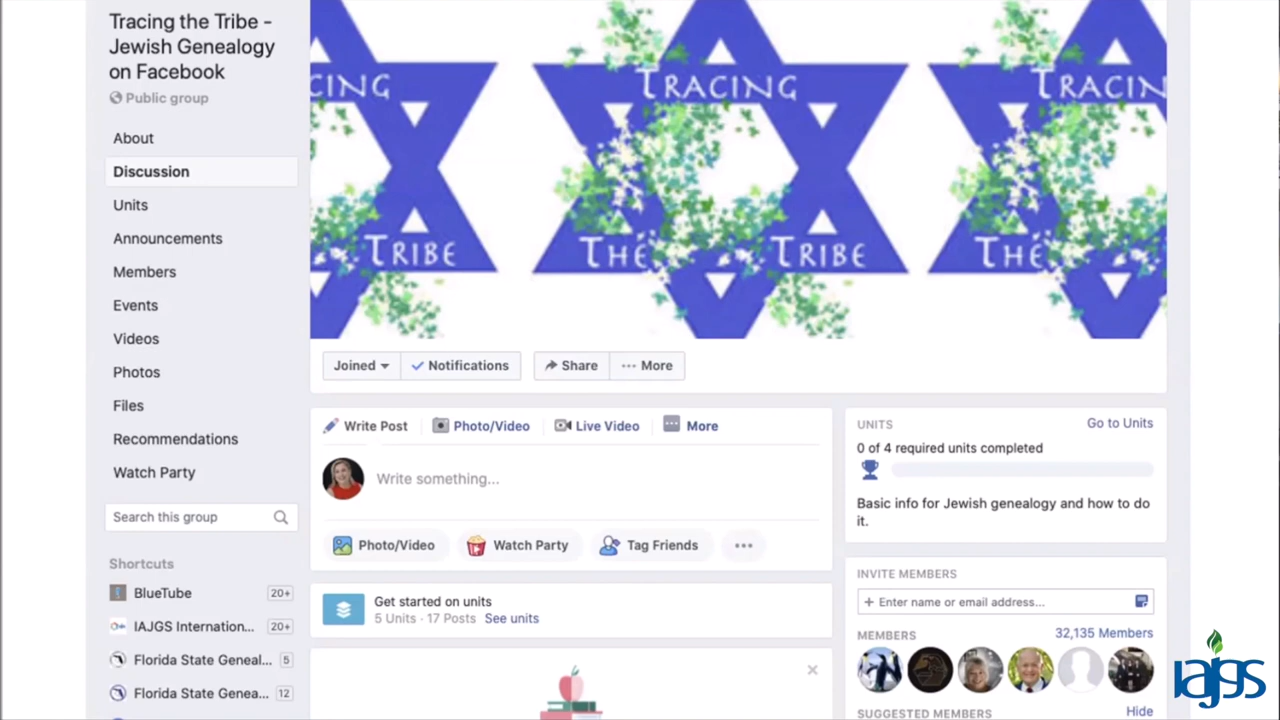 Tracing the Tribe -
Jewish Genealogy
on Facebook
Public group
About
Discussion
Units
Announcements
Members
Events
Videos
Photos
Files
Recommendations
Watch Party
Search this group
Shortcuts
BlueTube 20+
IAJGS Internation... 20+
Florida State Geneal... 5
Florida State Genea... 12
CING TRACING TRACIN
TRIBE THE TRIBE THE
Joined Notifications Share More
Write Post Photo/Video Live Video More
Write something...
Photo/Video Watch Party Tag Friends
Get started on units
5 Units · 17 Posts See units
UNITS Go to Units
0 of 4 required units completed
Basic info for Jewish genealogy and how to do
it.
INVITE MEMBERS
+ Enter name or email address...
MEMBERS 32,135 Members
SUGGESTED MEMBERS Hide
iajgs